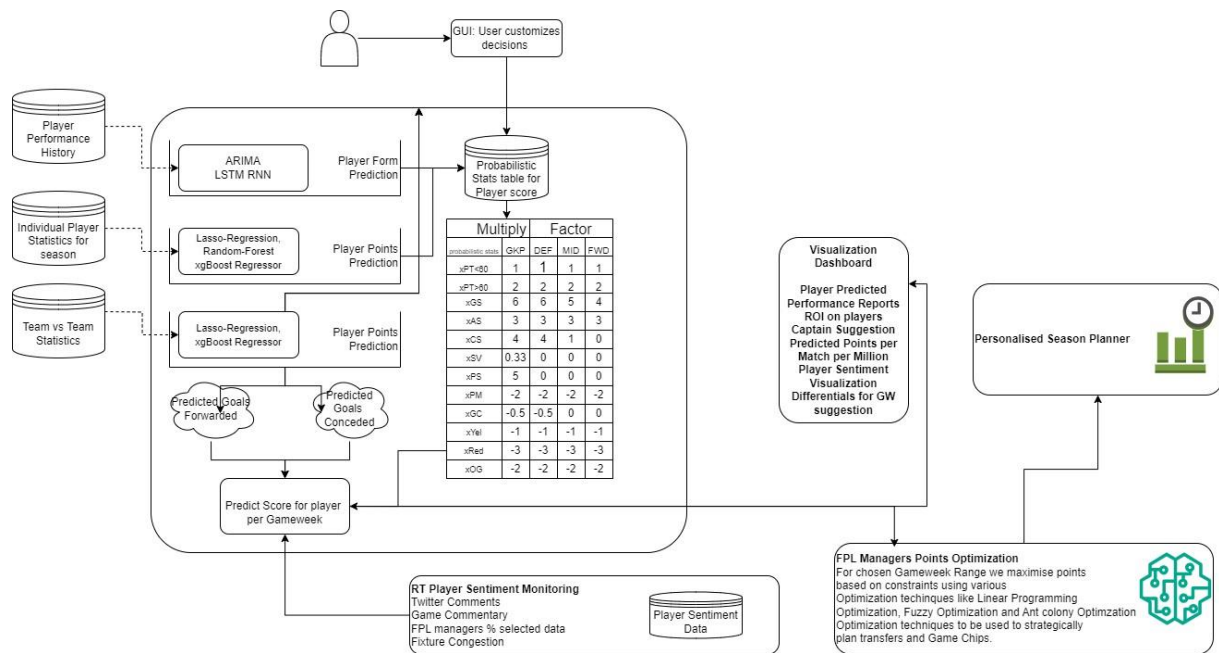 GUI: User customizes
decisions
Player
Performance
History
ARIMA
LSTM RNN
Player Form
Prediction
Probabilistic
Stats table for
Player score
Individual Player
Statistics for
season
Lasso-Regression,
Random-Forest
xgBoost Regressor
Player Points
Prediction
Team vs Team
Statistics
Lasso-Regression,
xgBoost Regressor
Player Points
Prediction
Predicted Goals
Forwarded
Predicted
Goals
Conceded
Multiply Factor
probabilistic stats GKP DEF MID FWD
xPT<60 1 1 1 1
xPT>60 2 2 2 2
xGS 6 6 5 4
xAS 3 3 3 3
xCS 4 4 1 0
xSV 0.33 0 0 0
xPS 5 0 0 0
xPM -2 -2 -2 -2
xGC -0.5 -0.5 0 0
xYel -1 -1 -1 -1
xRed -3 -3 -3 -3
xOG -2 -2 -2 -2
Predict Score for player
per Gameweek
Visualization
Dashboard
Player Predicted
Performance Reports
ROI on players
Captain Suggestion
Predicted Points per
Match per Million
Player Sentiment
Visualization
Differentials for GW
suggestion
Personalised Season Planner
RT Player Sentiment Monitoring
Twitter Comments
Game Commentary
FPL managers % selected data
Fixture Congestion
Player Sentiment
Data
FPL Managers Points Optimization
For chosen Gameweek Range we maximise points
based on constraints using various
Optimization techinques like Linear Programming
Optimization, Fuzzy Optimization and Ant colony Optimzation
Optimization techniques to be used to strategically
plan transfers and Game Chips.